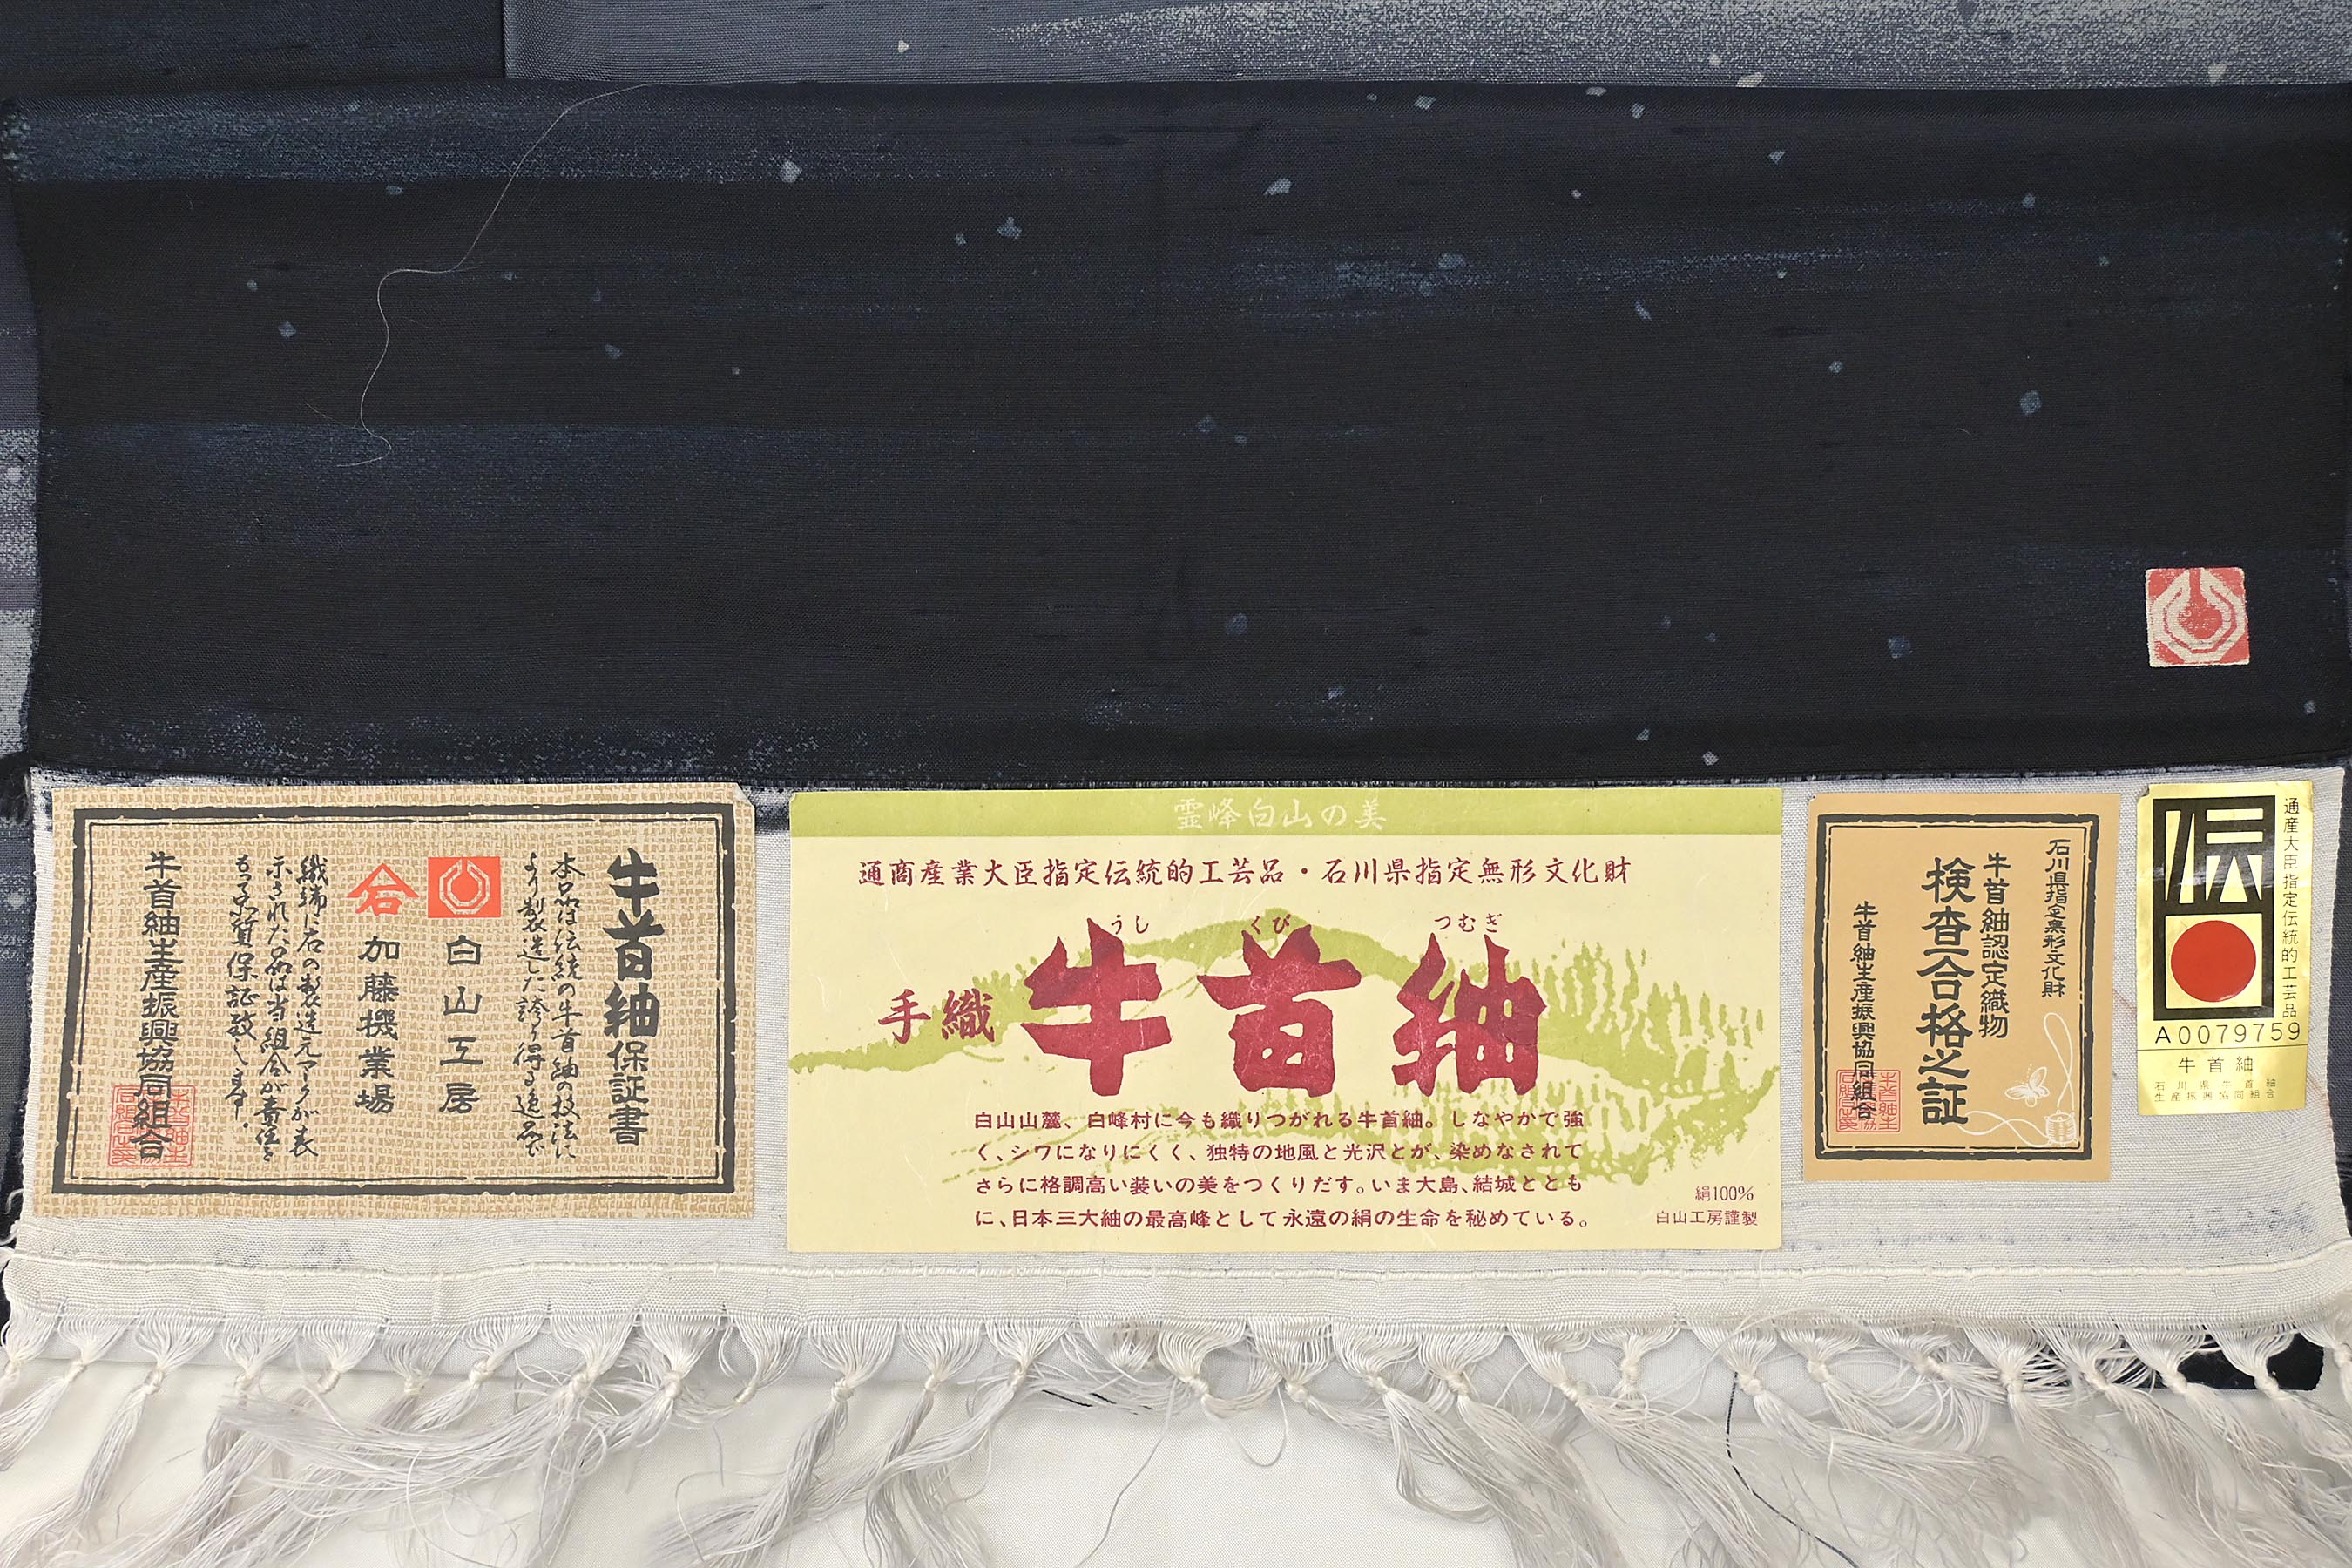 牛首紬保証書
本品は伝統の牛首紬の技法に
より製造した誇り得る逸品で
白山工房
石
加藤機業場
織端に右の製造元マークが表
示された品は当組合が責任を
もって品質保証致します。
牛首紬生産振興協同組合
霊峰白山の美
通商産業大臣指定伝統的工芸品・石川県指定無形文化財
うし くび つむぎ
手織 牛首紬
白山山麓、白峰村に今も織りつがれる牛首紬。しなやかで強
く、シワになりにくく、独特の地風と光沢とが、染めなされて
さらに格調高い装いの美をつくりだす。いま大島、結城ととも
に、日本三大紬の最高峰として永遠の絹の生命を秘めている。
絹100%
白山工房謹製
石川県指定無形文化財
牛首紬認定織物
検査合格之証
牛首紬生産振興協同組合
通産大臣指定伝統的工芸品
伝
A0079759
牛首紬
石川県牛首紬
生産振興協同組合